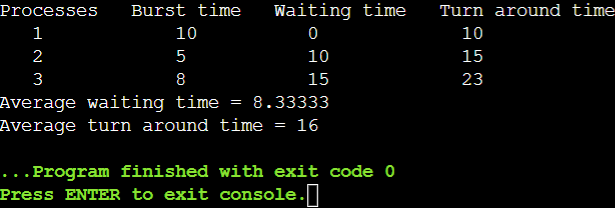 Processes   Burst time   Waiting time   Turn around time
   1            10          0             10
   2            5           10            15
   3            8           15            23
Average waiting time = 8.33333
Average turn around time = 16
...Program finished with exit code 0
Press ENTER to exit console.